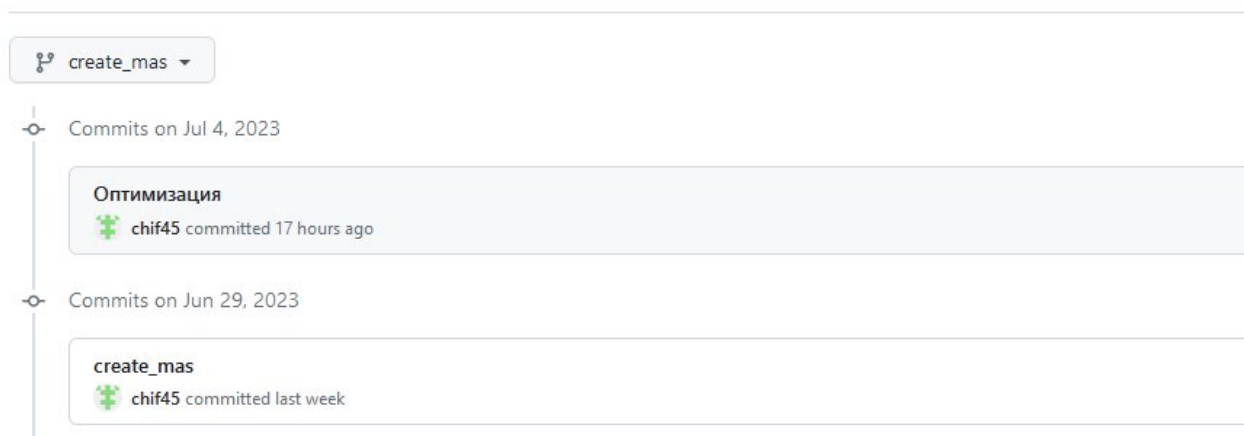 create_mas
Commits on Jul 4, 2023
Оптимизация
chif45 committed 17 hours ago
Commits on Jun 29, 2023
create_mas
chif45 committed last week